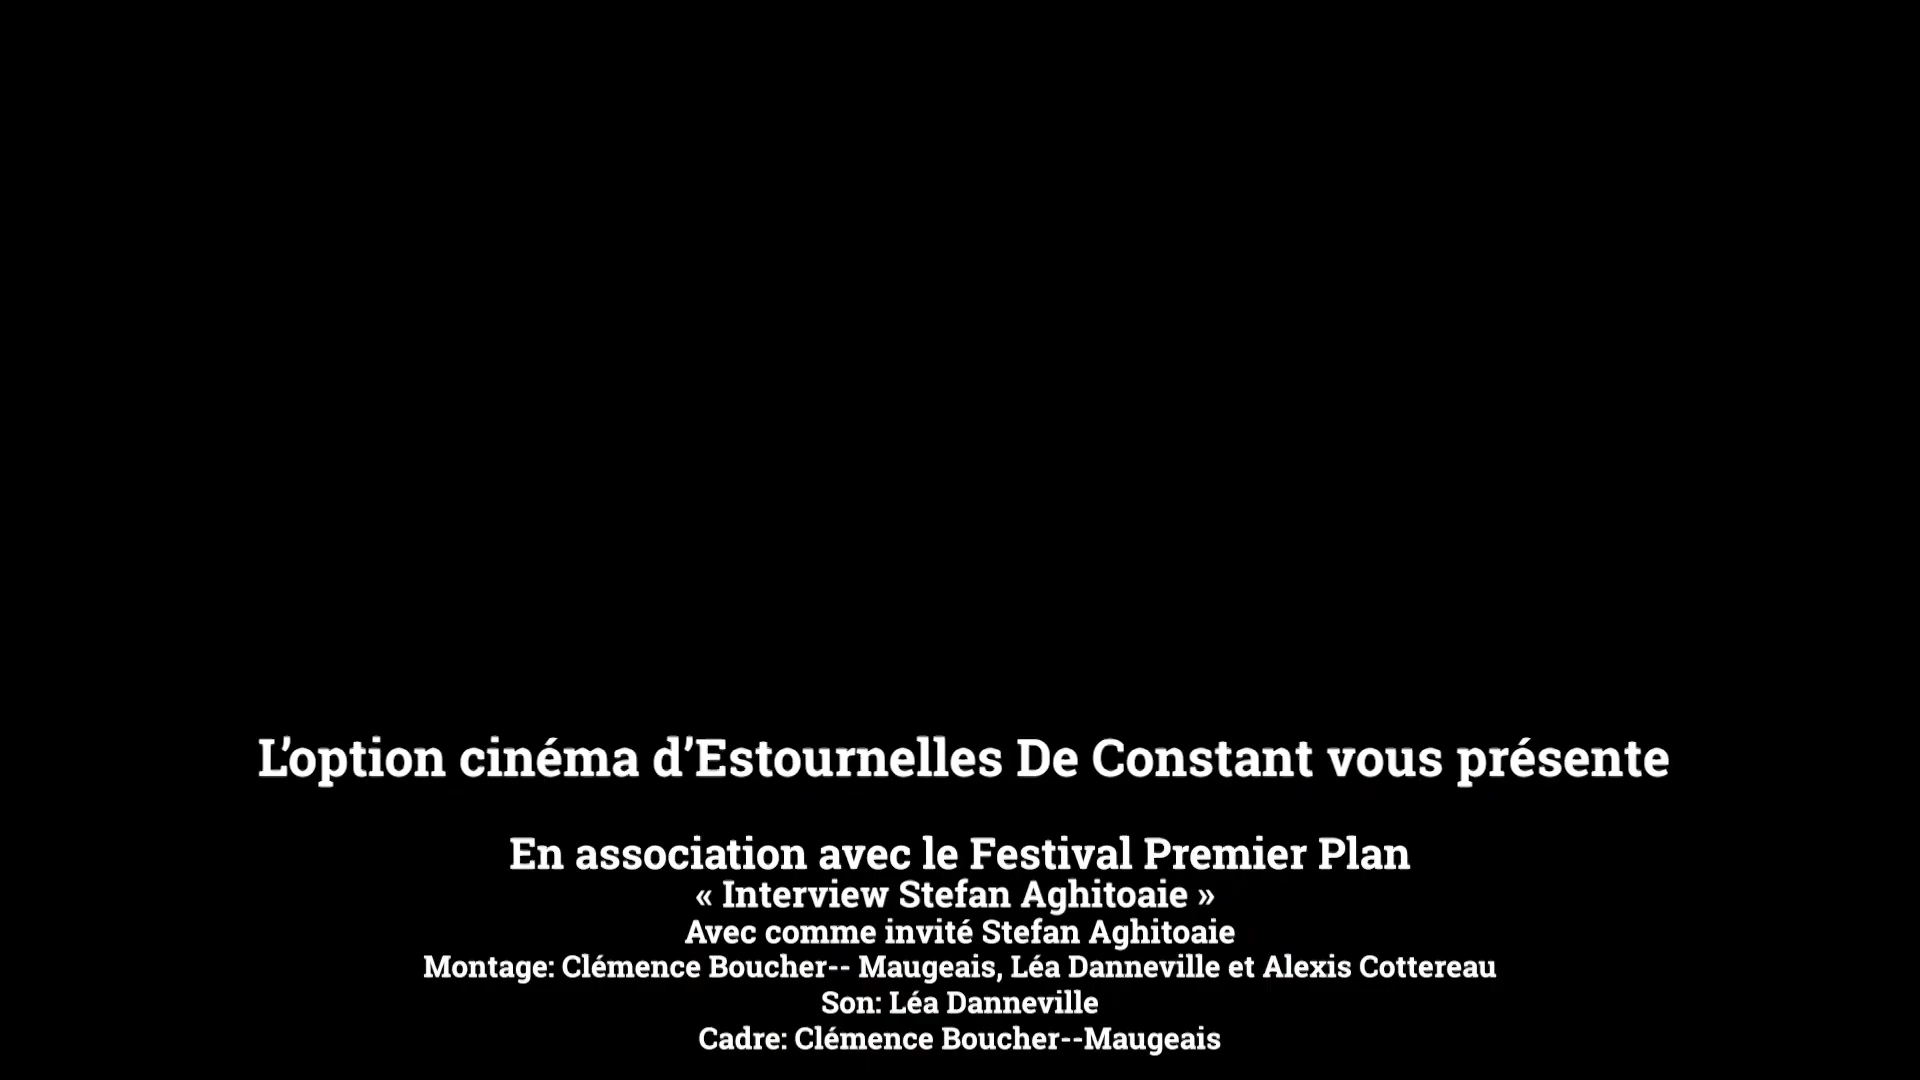 L’option cinéma d’Estournelles De Constant vous présente
En association avec le Festival Premier Plan
« Interview Stefan Aghitoaie »
Avec comme invité Stefan Aghitoaie
Montage: Clémence Boucher-- Maugeais, Léa Danneville et Alexis Cottereau
Son: Léa Danneville
Cadre: Clémence Boucher--Maugeais